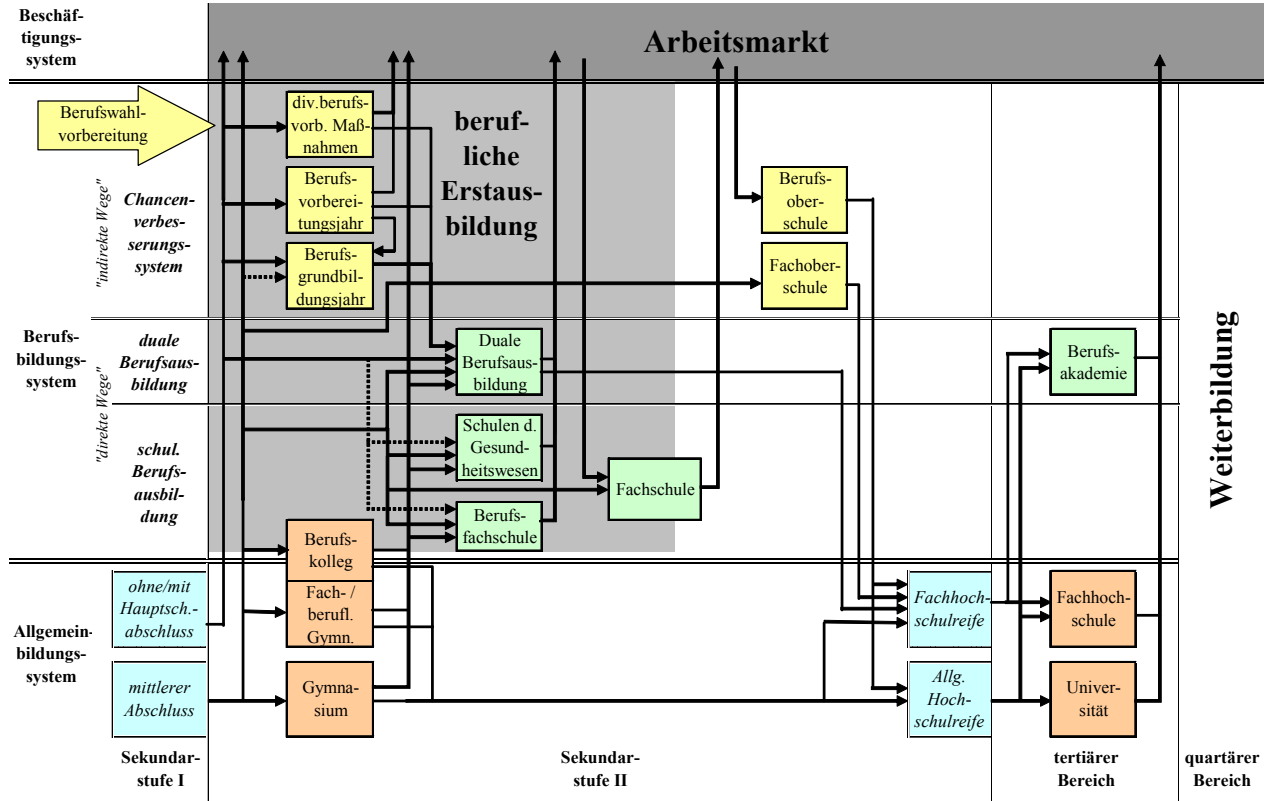 Beschäf-
tigungs-
system
Arbeitsmarkt
Berufswahl-
vorbereitung
div.berufs-
vorb. Maß-
nahmen
beruf-
liche
Erstaus-
bildung
"indirekte Wege"
Chancen-
verbes-
serungs-
system
Berufs-
vorberei-
tungsjahr
Berufs-
grundbil-
dungsjahr
Berufs-
ober-
schule
Fachober-
schule
Berufs-
bildungs-
system
"direkte Wege"
duale
Berufsaus-
bildung
Duale
Berufsaus-
bildung
Berufs-
akademie
schul.
Berufs-
ausbil-
dung
Schulen d.
Gesund-
heitswesen
Fachschule
Berufs-
fachschule
Weiterbildung
Berufs-
kolleg
Allgemein-
bildungs-
system
ohne/mit
Hauptsch.-
abschluss
Fach- /
berufl.
Gymn.
Fachhoch-
schulreife
Fachhoch-
schule
mittlerer
Abschluss
Gymna-
sium
Allg.
Hoch-
schulreife
Univer-
sität
Sekundar-
stufe I
Sekundar-
stufe II
tertiärer
Bereich
quartärer
Bereich